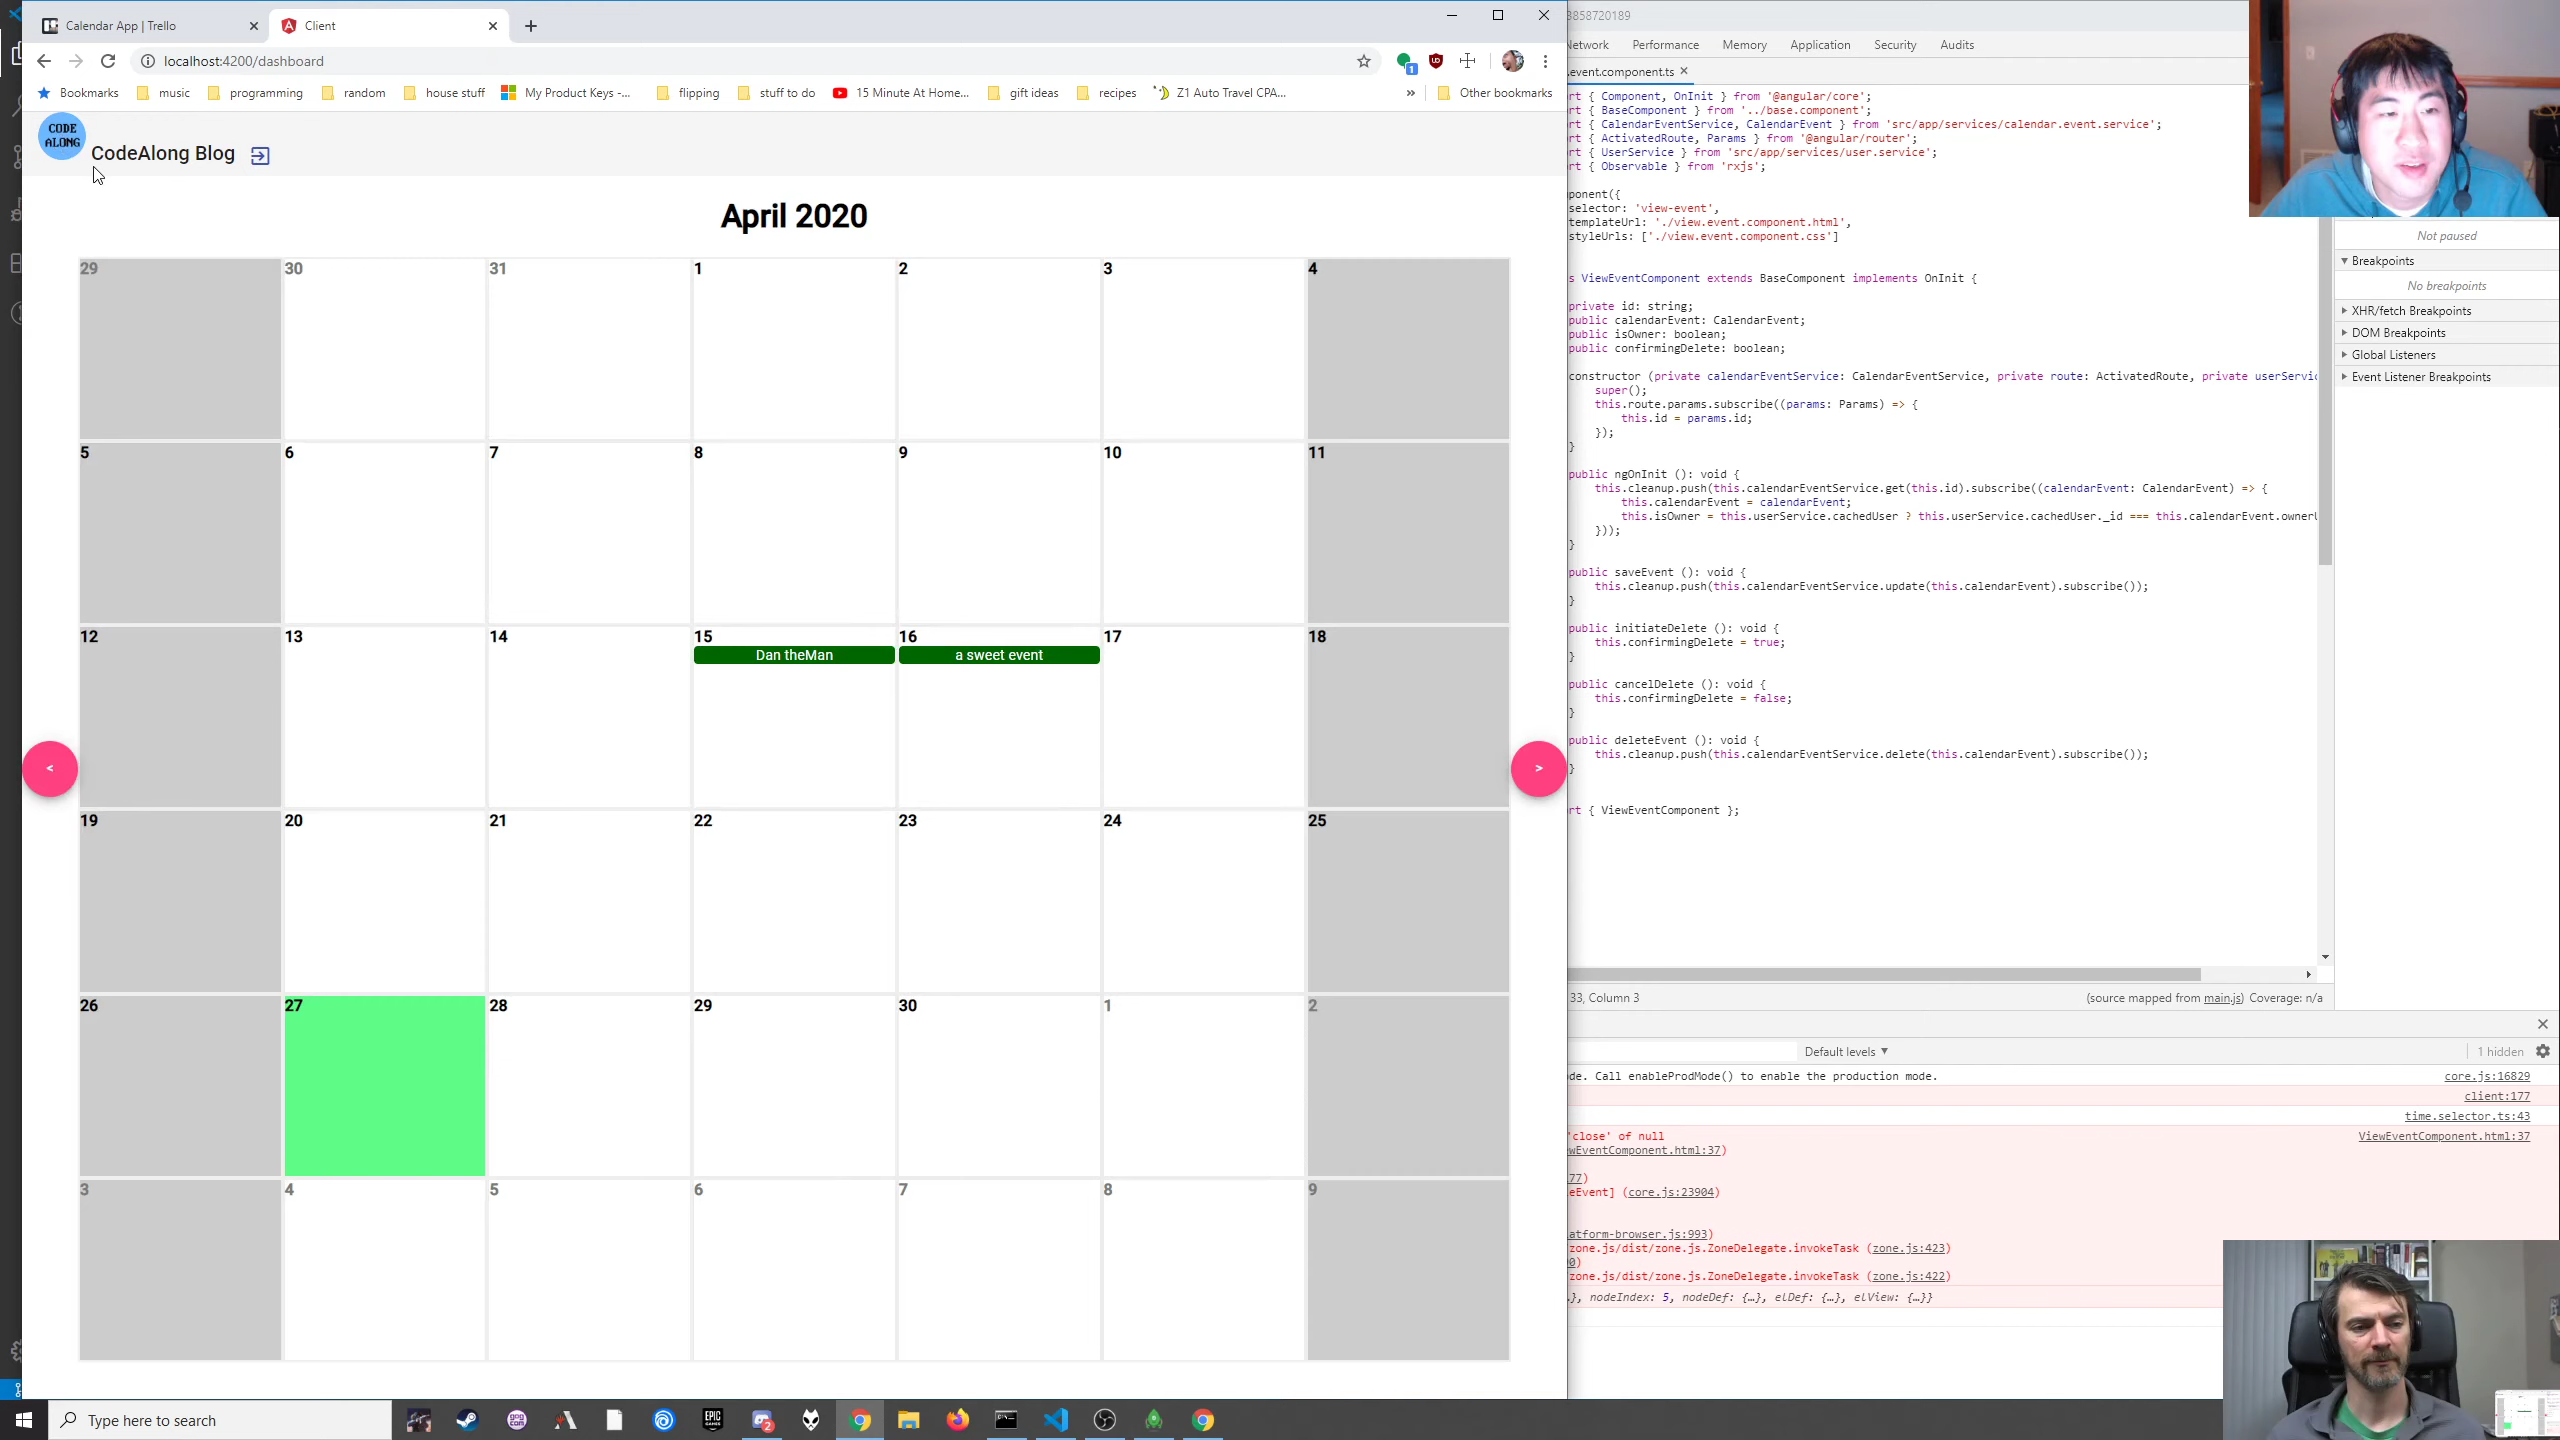 Calendar App | Trello
Client
localhost:4200/dashboard
Bookmarks
music
programming
random
house stuff
My Product Keys -...
flipping
stuff to do
15 Minute At Home...
gift ideas
recipes
Z1 Auto Travel CPA...
»
Other bookmarks
CODE
ALONG
CodeAlong Blog
April 2020
29 30 31 1 2 3 4
5 6 7 8 9 10 11
12 13 14 15 16 17 18
Dan theMan
a sweet event
<
>
19 20 21 22 23 24 25
26 27 28 29 30 1 2
3 4 5 6 7 8 9
3858720189
Network Performance Memory Application Security Audits
.event.component.ts
rt { Component, OnInit } from '@angular/core';
rt { BaseComponent } from '../base.component';
rt { CalendarEventService, CalendarEvent } from 'src/app/services/calendar.event.service';
rt { ActivatedRoute, Params } from '@angular/router';
rt { UserService } from 'src/app/services/user.service';
rt { Observable } from 'rxjs';
ponent({
selector: 'view-event',
templateUrl: './view.event.component.html',
styleUrls: ['./view.event.component.css']
s ViewEventComponent extends BaseComponent implements OnInit {
private id: string;
public calendarEvent: CalendarEvent;
public isOwner: boolean;
public confirmingDelete: boolean;
constructor (private calendarEventService: CalendarEventService, private route: ActivatedRoute, private userServic
super();
this.route.params.subscribe((params: Params) => {
this.id = params.id;
});
}
public ngOnInit (): void {
this.cleanup.push(this.calendarEventService.get(this.id).subscribe((calendarEvent: CalendarEvent) => {
this.calendarEvent = calendarEvent;
this.isOwner = this.userService.cachedUser ? this.userService.cachedUser._id === this.calendarEvent.ownerU
}));
}
public saveEvent (): void {
this.cleanup.push(this.calendarEventService.update(this.calendarEvent).subscribe());
}
public initiateDelete (): void {
this.confirmingDelete = true;
}
public cancelDelete (): void {
this.confirmingDelete = false;
}
public deleteEvent (): void {
this.cleanup.push(this.calendarEventService.delete(this.calendarEvent).subscribe());
}
rt { ViewEventComponent };
Not paused
Breakpoints
No breakpoints
XHR/fetch Breakpoints
DOM Breakpoints
Global Listeners
Event Listener Breakpoints
33, Column 3
(source mapped from main.js) Coverage: n/a
Default levels
1 hidden
ode. Call enableProdMode() to enable the production mode.
core.js:16829
client:177
time.selector.ts:43
'close' of null
ViewEventComponent.html:37
ewEventComponent.html:37)
77)
eEvent] (core.js:23904)
atform-browser.js:993)
zone.js/dist/zone.js.ZoneDelegate.invokeTask (zone.js:423)
0)
zone.js/dist/zone.js.ZoneDelegate.invokeTask (zone.js:422)
…}, nodeIndex: 5, nodeDef: {…}, elDef: {…}, elView: {…}}
Type here to search
gog
com
EPIC
GAMES
2